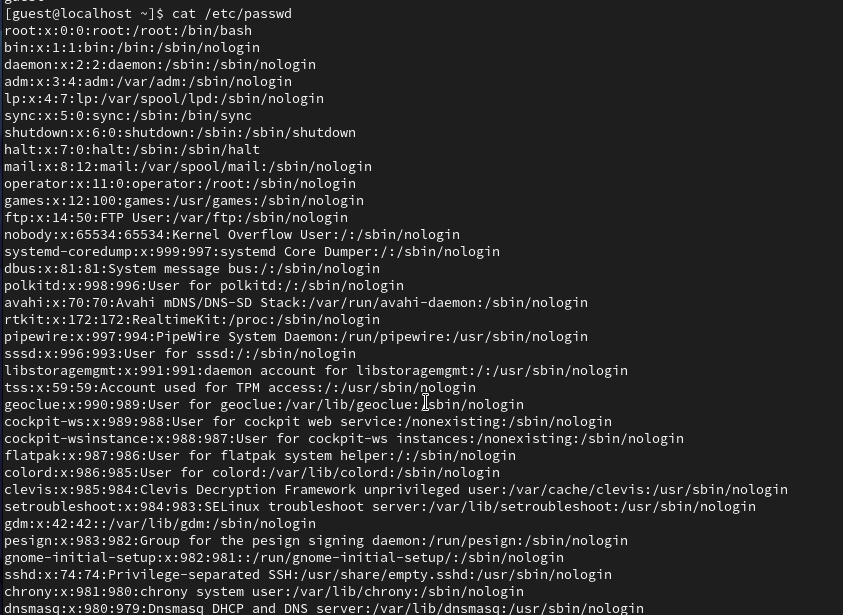 [guest@localhost ~]$ cat /etc/passwd
root:x:0:0:root:/root:/bin/bash
bin:x:1:1:bin:/bin:/sbin/nologin
daemon:x:2:2:daemon:/sbin:/sbin/nologin
adm:x:3:4:adm:/var/adm:/sbin/nologin
lp:x:4:7:lp:/var/spool/lpd:/sbin/nologin
sync:x:5:0:sync:/sbin:/bin/sync
shutdown:x:6:0:shutdown:/sbin:/sbin/shutdown
halt:x:7:0:halt:/sbin:/sbin/halt
mail:x:8:12:mail:/var/spool/mail:/sbin/nologin
operator:x:11:0:operator:/root:/sbin/nologin
games:x:12:100:games:/usr/games:/sbin/nologin
ftp:x:14:50:FTP User:/var/ftp:/sbin/nologin
nobody:x:65534:65534:Kernel Overflow User:/:/sbin/nologin
systemd-coredump:x:999:997:systemd Core Dumper:/:/sbin/nologin
dbus:x:81:81:System message bus:/:/sbin/nologin
polkitd:x:998:996:User for polkitd:/:/sbin/nologin
avahi:x:70:70:Avahi mDNS/DNS-SD Stack:/var/run/avahi-daemon:/sbin/nologin
rtkit:x:172:172:RealtimeKit:/proc:/sbin/nologin
pipewire:x:997:994:PipeWire System Daemon:/run/pipewire:/usr/sbin/nologin
sssd:x:996:993:User for sssd:/:/sbin/nologin
libstoragemgmt:x:991:991:daemon account for libstoragemgmt:/:/usr/sbin/nologin
tss:x:59:59:Account used for TPM access:/:/usr/sbin/nologin
geoclue:x:990:989:User for geoclue:/var/lib/geoclue:/sbin/nologin
cockpit-ws:x:989:988:User for cockpit web service:/nonexisting:/sbin/nologin
cockpit-wsinstance:x:988:987:User for cockpit-ws instances:/nonexisting:/sbin/nologin
flatpak:x:987:986:User for flatpak system helper:/:/sbin/nologin
colord:x:986:985:User for colord:/var/lib/colord:/sbin/nologin
clevis:x:985:984:Clevis Decryption Framework unprivileged user:/var/cache/clevis:/usr/sbin/nologin
setroubleshoot:x:984:983:SELinux troubleshoot server:/var/lib/setroubleshoot:/usr/sbin/nologin
gdm:x:42:42::/var/lib/gdm:/sbin/nologin
pesign:x:983:982:Group for the pesign signing daemon:/run/pesign:/sbin/nologin
gnome-initial-setup:x:982:981::/run/gnome-initial-setup/:/sbin/nologin
sshd:x:74:74:Privilege-separated SSH:/usr/share/empty.sshd:/usr/sbin/nologin
chrony:x:981:980:chrony system user:/var/lib/chrony:/sbin/nologin
dnsmasq:x:980:979:Dnsmasq DHCP and DNS server:/var/lib/dnsmasq:/usr/sbin/nologin